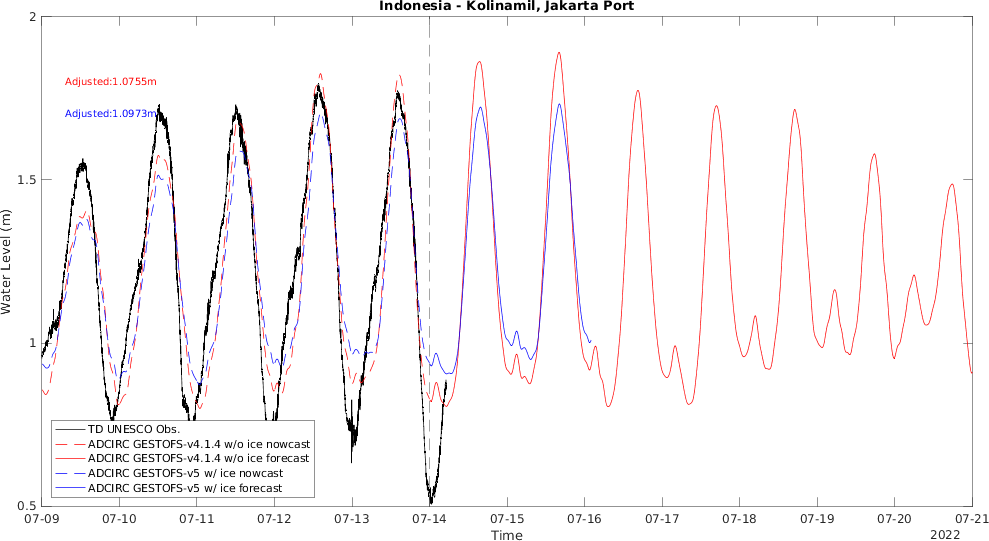 Indonesia - Kolinamil, Jakarta Port
2
Adjusted:1.0755m
Adjusted:1.0973m
1.5
Water Level (m)
1
TD UNESCO Obs.
ADCIRC GESTOFS-v4.1.4 w/o ice nowcast
ADCIRC GESTOFS-v4.1.4 w/o ice forecast
ADCIRC GESTOFS-v5 w/ ice nowcast
ADCIRC GESTOFS-v5 w/ ice forecast
0.5
07-09 07-10 07-11 07-12 07-13 07-14 07-15 07-16 07-17 07-18 07-19 07-20 07-21
Time
2022